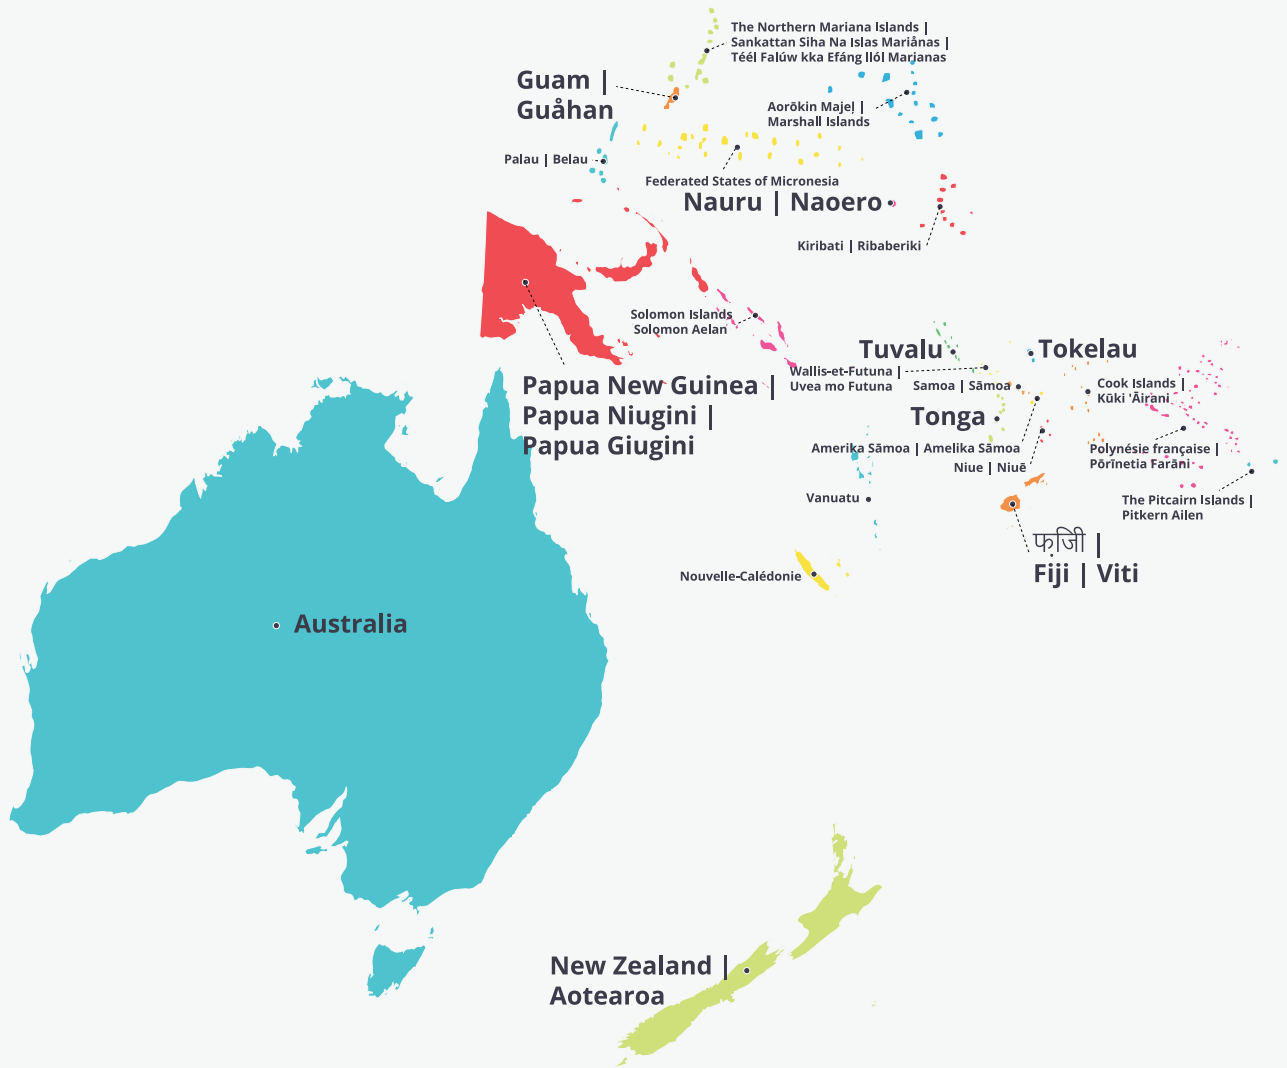 The Northern Mariana Islands |
Sankattan Siha Na Islas Mariånas |
Téél Falúw kka Efáng llól Marianas
Guam |
Guåhan
Aorōkin Majeḷ |
Marshall Islands
Palau | Belau
Federated States of Micronesia
Nauru | Naoero
Kiribati | Ribaberiki
Solomon Islands
Solomon Aelan
Tuvalu
Tokelau
Wallis-et-Futuna |
Uvea mo Futuna
Samoa | Sāmoa
Cook Islands |
Kūki 'Āirani
Papua New Guinea |
Papua Niugini |
Papua Giugini
Tonga
Amerika Sāmoa | Amelika Sāmoa
Niue | Niuē
Polynésie française |
Pōrīnetia Farāni
Vanuatu
The Pitcairn Islands |
Pitkern Ailen
फ़िजी |
Fiji | Viti
Nouvelle-Calédonie
Australia
New Zealand |
Aotearoa